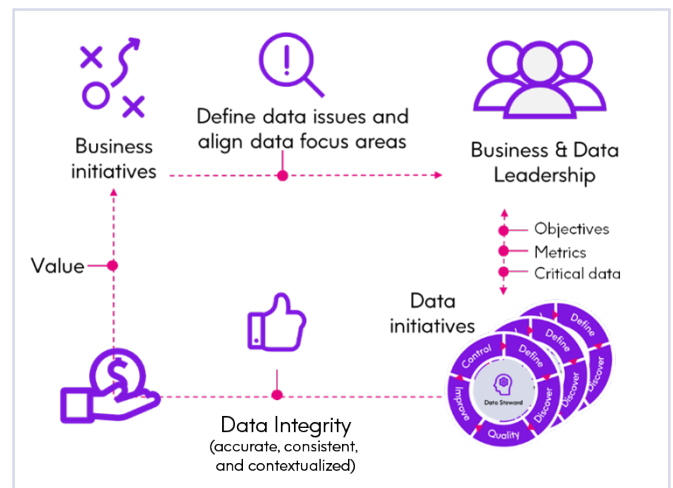 Define data issues and
align data focus areas
Business
initiatives
Business & Data
Leadership
Objectives
Metrics
Critical data
Value
Data
initiatives
Control
Define
Discover
Quality
Improve
Data Steward
Define
Discover
Define
Discover
Data Integrity
(accurate, consistent,
and contextualized)